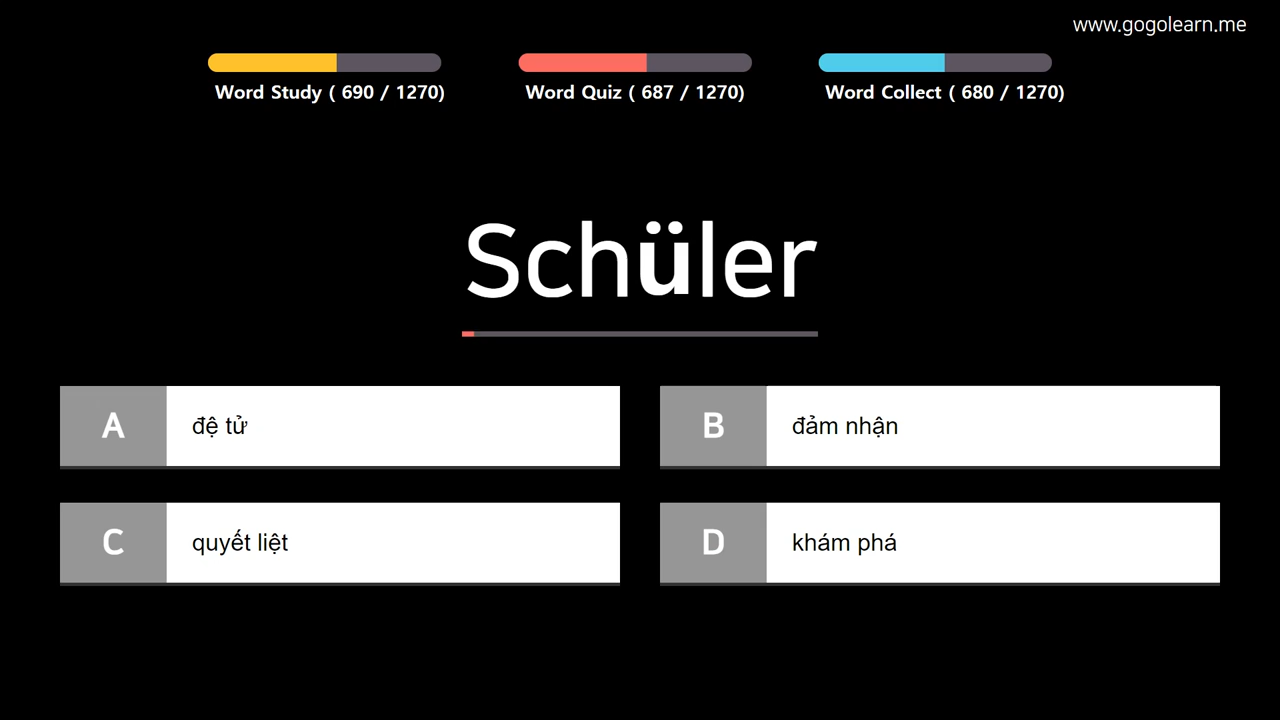 www.gogolearn.me
Word Study ( 690 / 1270)
Word Quiz ( 687 / 1270)
Word Collect ( 680 / 1270)
Schüler
A
đệ tử
B
đảm nhận
C
quyết liệt
D
khám phá